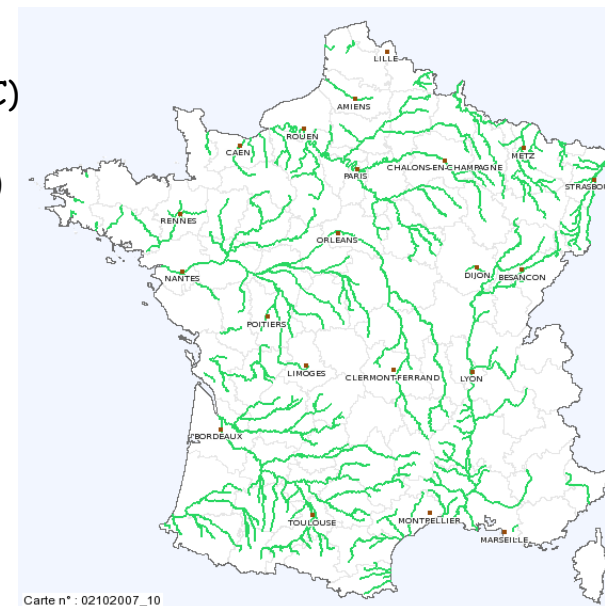 C)
)
LILLE
AMIENS
ROUEN
CAEN
METZ
CHALONS-EN-CHAMPAGNE
PARIS
STRASBOU
RENNES
ORLEANS
NANTES
DIJON
BESANCON
POITIERS
LIMOGES
CLERMONT-FERRAND
LYON
BORDEAUX
TOULOUSE
MONTPELLIER
MARSEILLE
Carte n° : 02102007_10